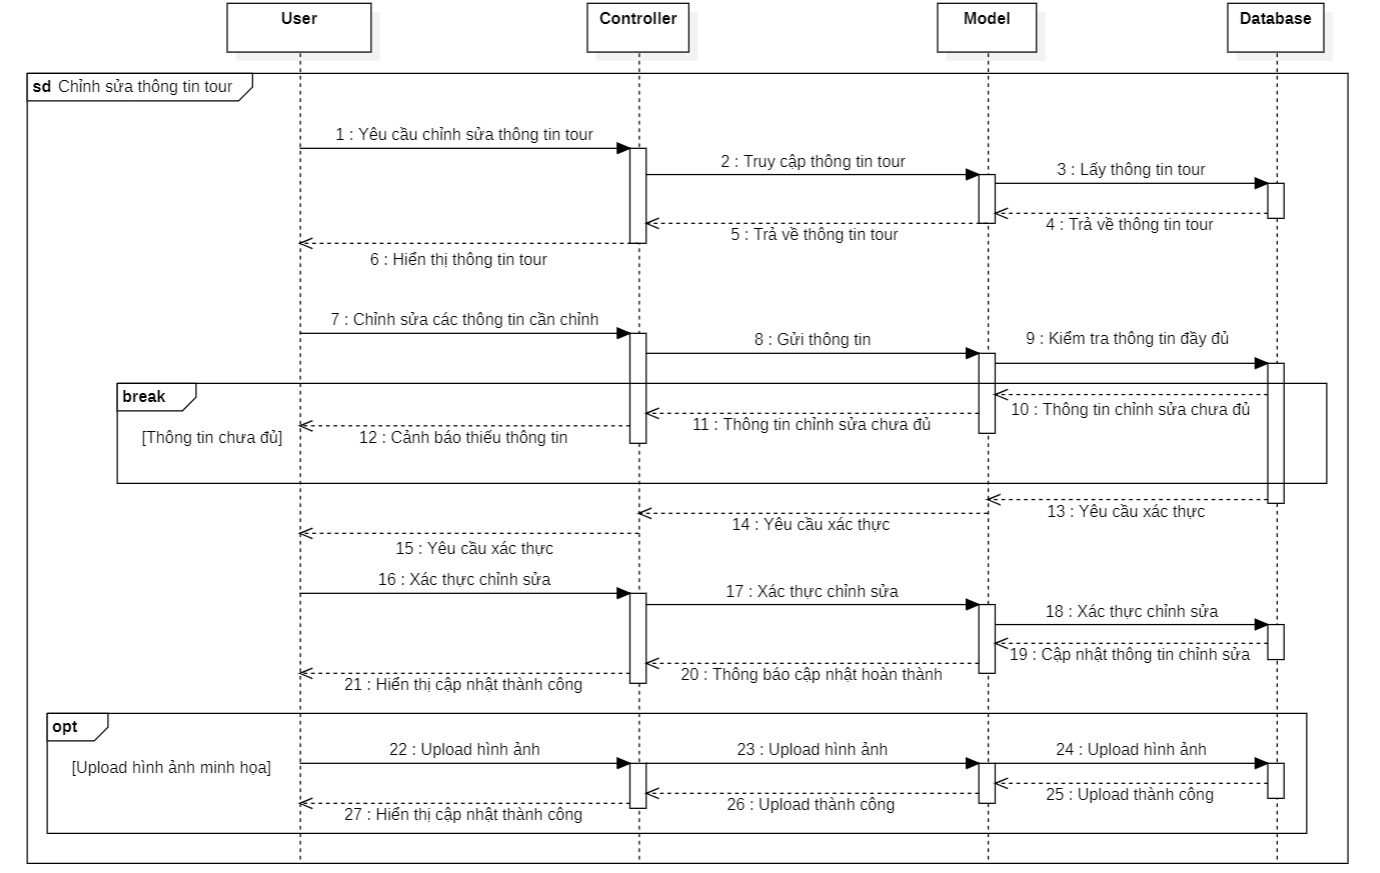 User
Controller
Model
Database
sd Chỉnh sửa thông tin tour
1 : Yêu cầu chỉnh sửa thông tin tour
2 : Truy cập thông tin tour
3 : Lấy thông tin tour
4 : Trả về thông tin tour
5 : Trả về thông tin tour
6 : Hiển thị thông tin tour
7 : Chỉnh sửa các thông tin cần chỉnh
8 : Gửi thông tin
9 : Kiểm tra thông tin đầy đủ
break
[Thông tin chưa đủ]
10 : Thông tin chỉnh sửa chưa đủ
11 : Thông tin chỉnh sửa chưa đủ
12 : Cảnh báo thiếu thông tin
13 : Yêu cầu xác thực
14 : Yêu cầu xác thực
15 : Yêu cầu xác thực
16 : Xác thực chỉnh sửa
17 : Xác thực chỉnh sửa
18 : Xác thực chỉnh sửa
19 : Cập nhật thông tin chỉnh sửa
20 : Thông báo cập nhật hoàn thành
21 : Hiển thị cập nhật thành công
opt
[Upload hình ảnh minh họa]
22 : Upload hình ảnh
23 : Upload hình ảnh
24 : Upload hình ảnh
25 : Upload thành công
26 : Upload thành công
27 : Hiển thị cập nhật thành công